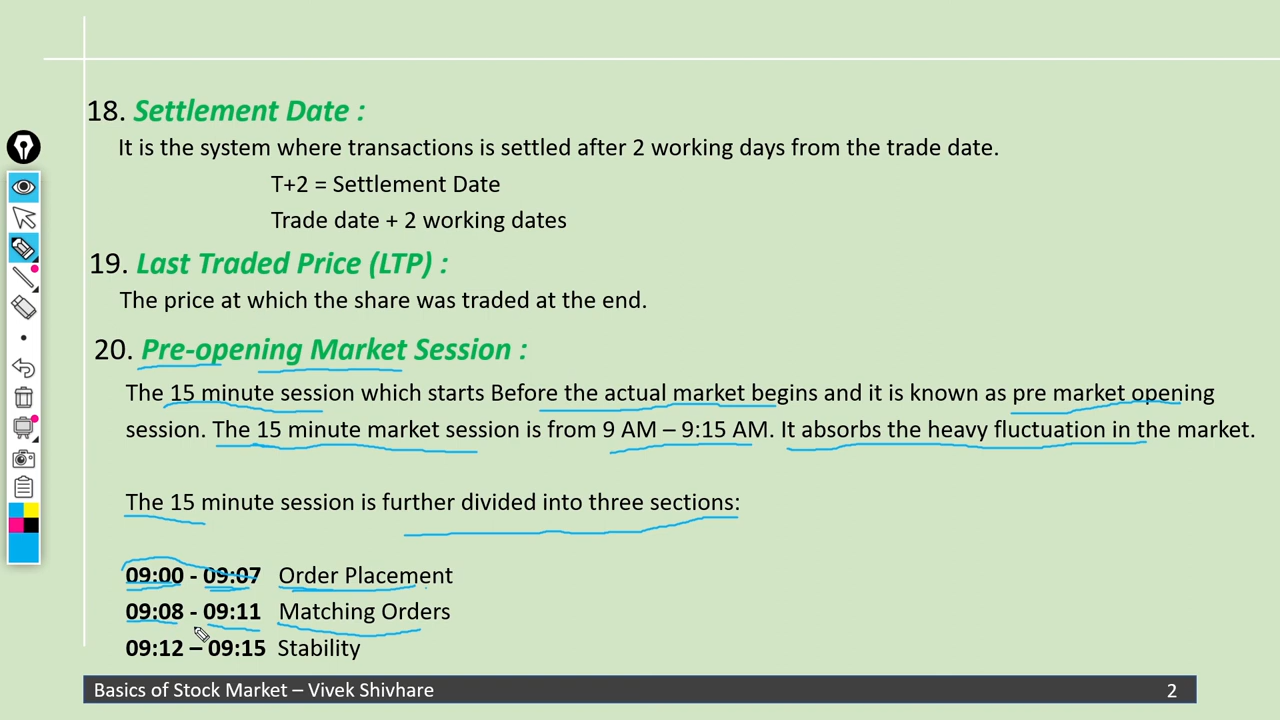 18. Settlement Date :
It is the system where transactions is settled after 2 working days from the trade date.
T+2 = Settlement Date
Trade date + 2 working dates
19. Last Traded Price (LTP) :
The price at which the share was traded at the end.
20. Pre-opening Market Session :
The 15 minute session which starts Before the actual market begins and it is known as pre market opening
session. The 15 minute market session is from 9 AM – 9:15 AM. It absorbs the heavy fluctuation in the market.
The 15 minute session is further divided into three sections:
09:00 - 09:07 Order Placement
09:08 - 09:11 Matching Orders
09:12 – 09:15 Stability
Basics of Stock Market – Vivek Shivhare 2